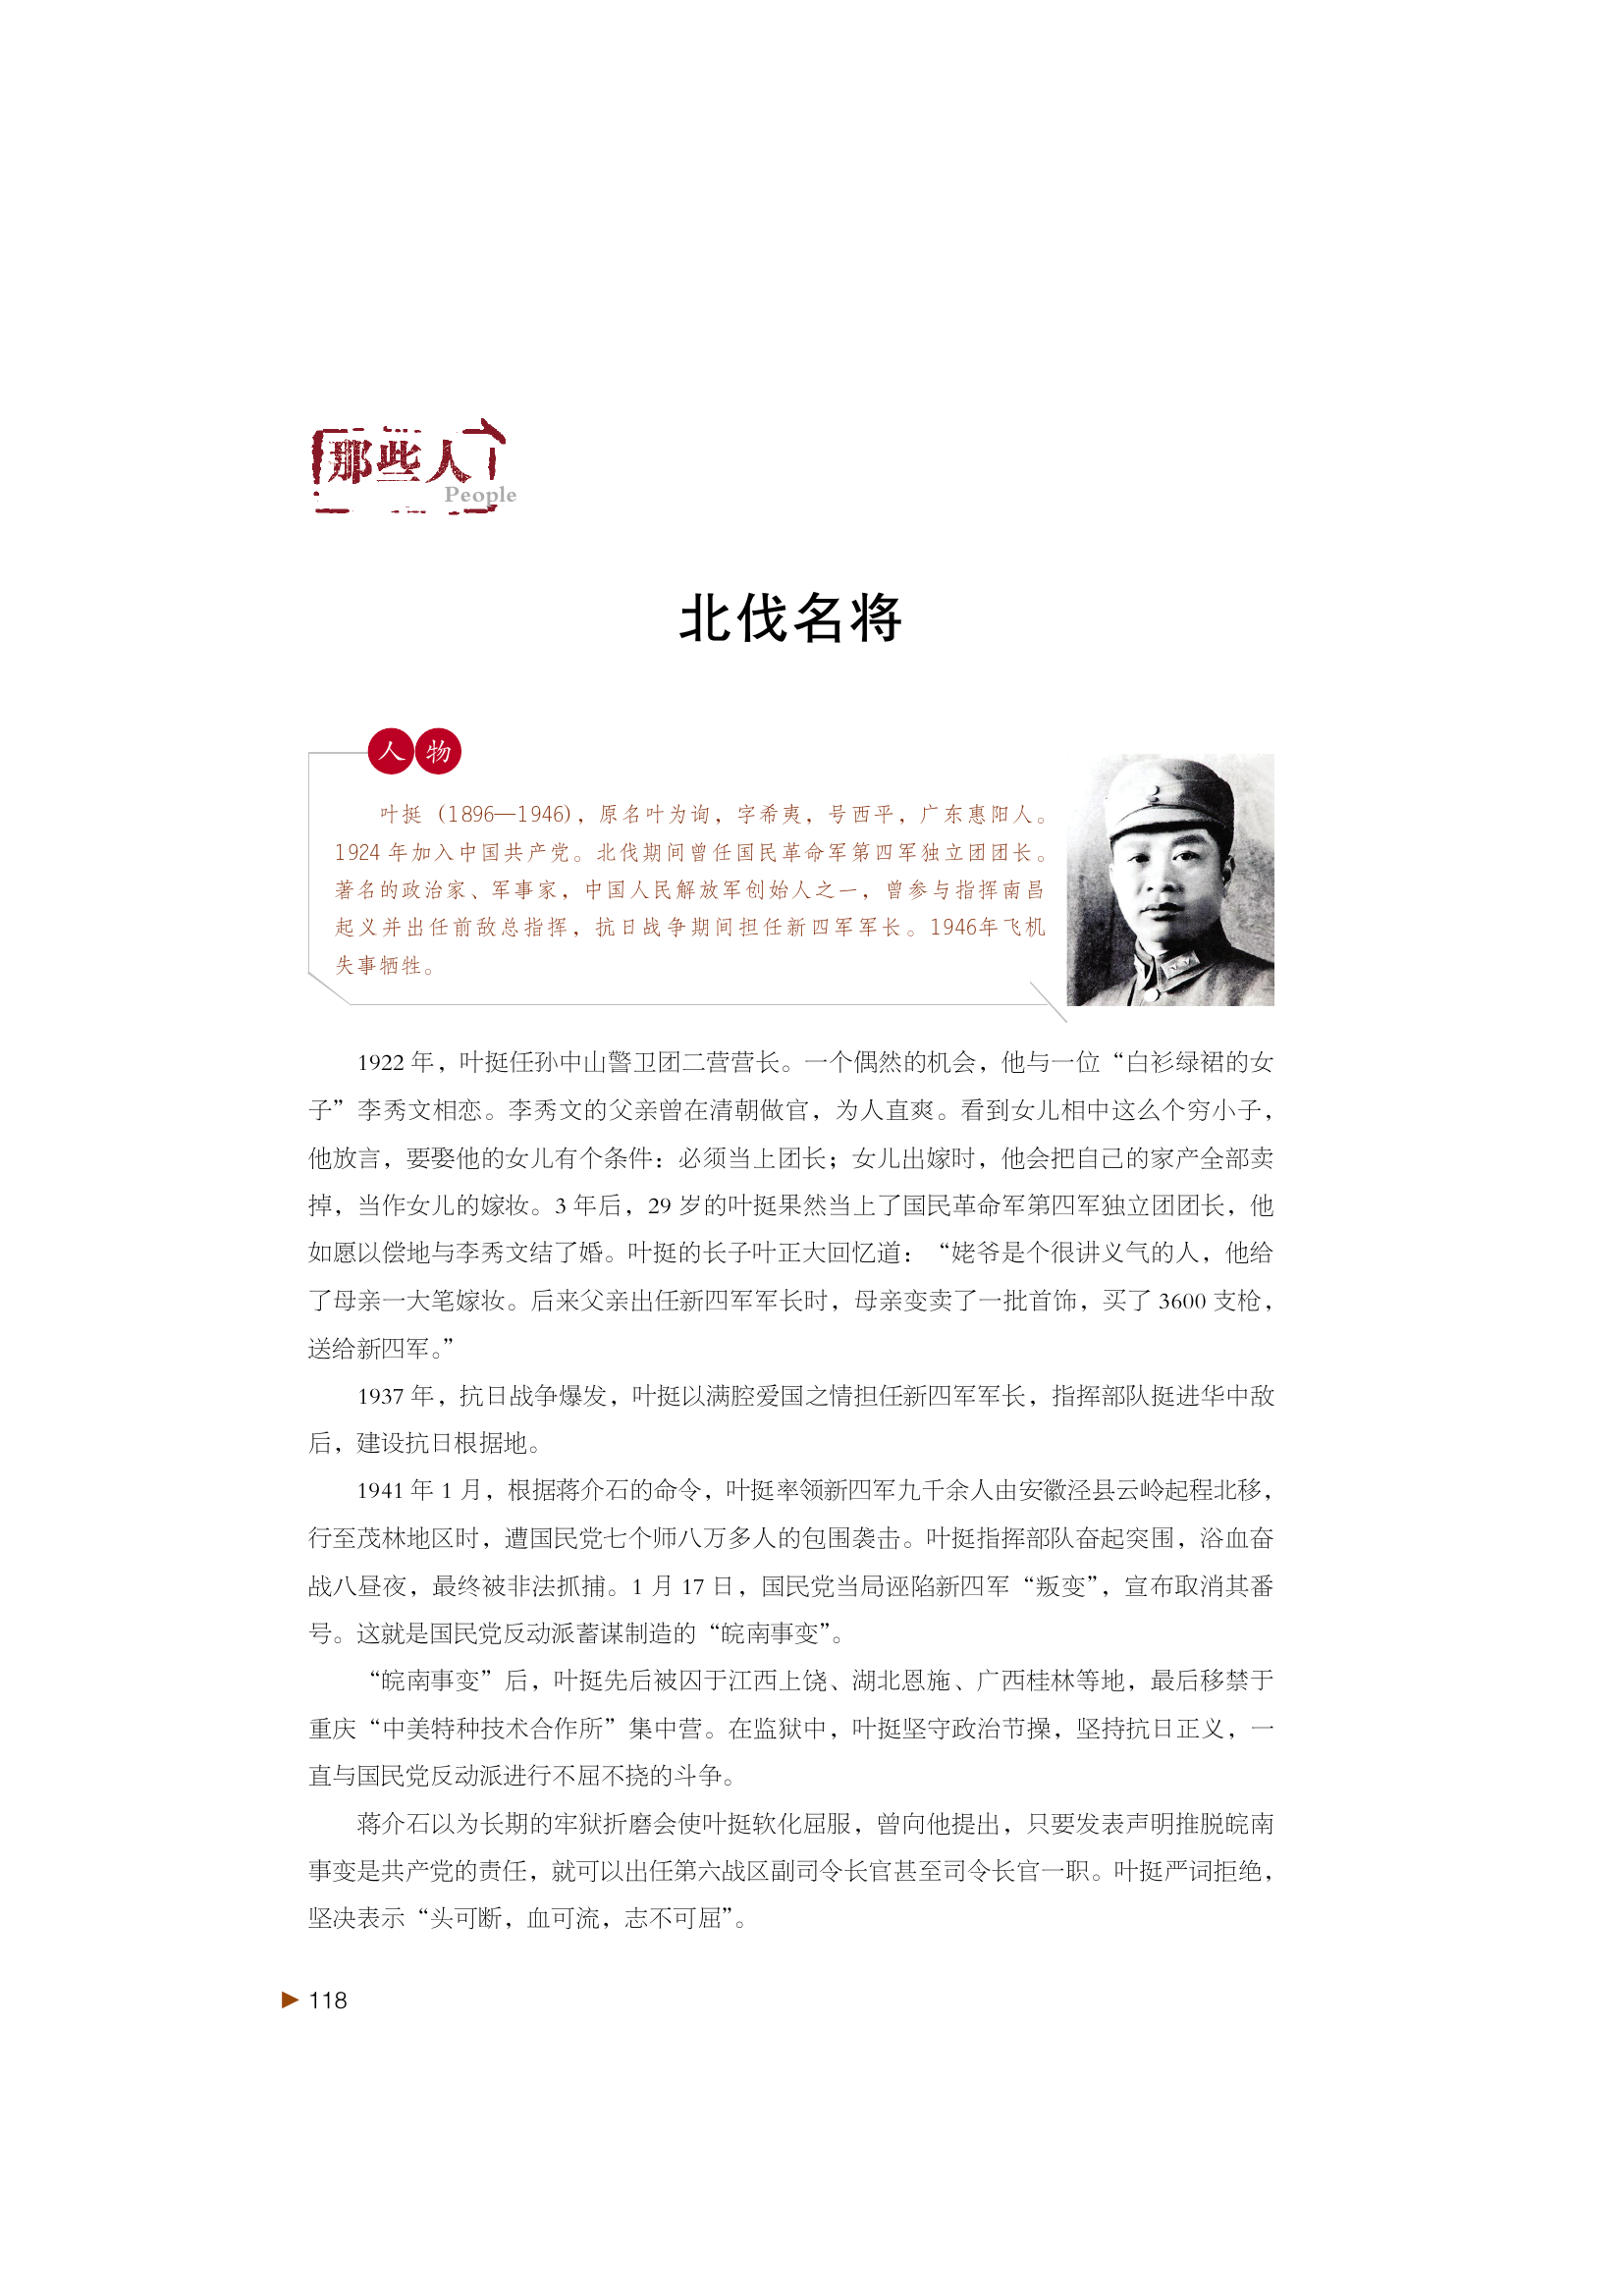 那些人
People
北伐名将
人物
叶挺（1896—1946），原名叶为询，字希夷，号西平，广东惠阳人。
1924 年加入中国共产党。北伐期间曾任国民革命军第四军独立团团长。
著名的政治家、军事家，中国人民解放军创始人之一，曾参与指挥南昌
起义并出任前敌总指挥，抗日战争期间担任新四军军长。1946年飞机
失事牺牲。
1922 年，叶挺任孙中山警卫团二营营长。一个偶然的机会，他与一位“白衫绿裙的女
子”李秀文相恋。李秀文的父亲曾在清朝做官，为人直爽。看到女儿相中这么个穷小子，
他放言，要娶他的女儿有个条件：必须当上团长；女儿出嫁时，他会把自己的家产全部卖
掉，当作女儿的嫁妆。3 年后，29 岁的叶挺果然当上了国民革命军第四军独立团团长，他
如愿以偿地与李秀文结了婚。叶挺的长子叶正大回忆道：“姥爷是个很讲义气的人，他给
了母亲一大笔嫁妆。后来父亲出任新四军军长时，母亲变卖了一批首饰，买了 3600 支枪，
送给新四军。”
1937 年，抗日战争爆发，叶挺以满腔爱国之情担任新四军军长，指挥部队挺进华中敌
后，建设抗日根据地。
1941 年 1 月，根据蒋介石的命令，叶挺率领新四军九千余人由安徽泾县云岭起程北移，
行至茂林地区时，遭国民党七个师八万多人的包围袭击。叶挺指挥部队奋起突围，浴血奋
战八昼夜，最终被非法抓捕。1 月 17 日，国民党当局诬陷新四军“叛变”，宣布取消其番
号。这就是国民党反动派蓄谋制造的“皖南事变”。
“皖南事变”后，叶挺先后被囚于江西上饶、湖北恩施、广西桂林等地，最后移禁于
重庆“中美特种技术合作所”集中营。在监狱中，叶挺坚守政治节操，坚持抗日正义，一
直与国民党反动派进行不屈不挠的斗争。
蒋介石以为长期的牢狱折磨会使叶挺软化屈服，曾向他提出，只要发表声明推脱皖南
事变是共产党的责任，就可以出任第六战区副司令长官甚至司令长官一职。叶挺严词拒绝，
坚决表示“头可断，血可流，志不可屈”。
118